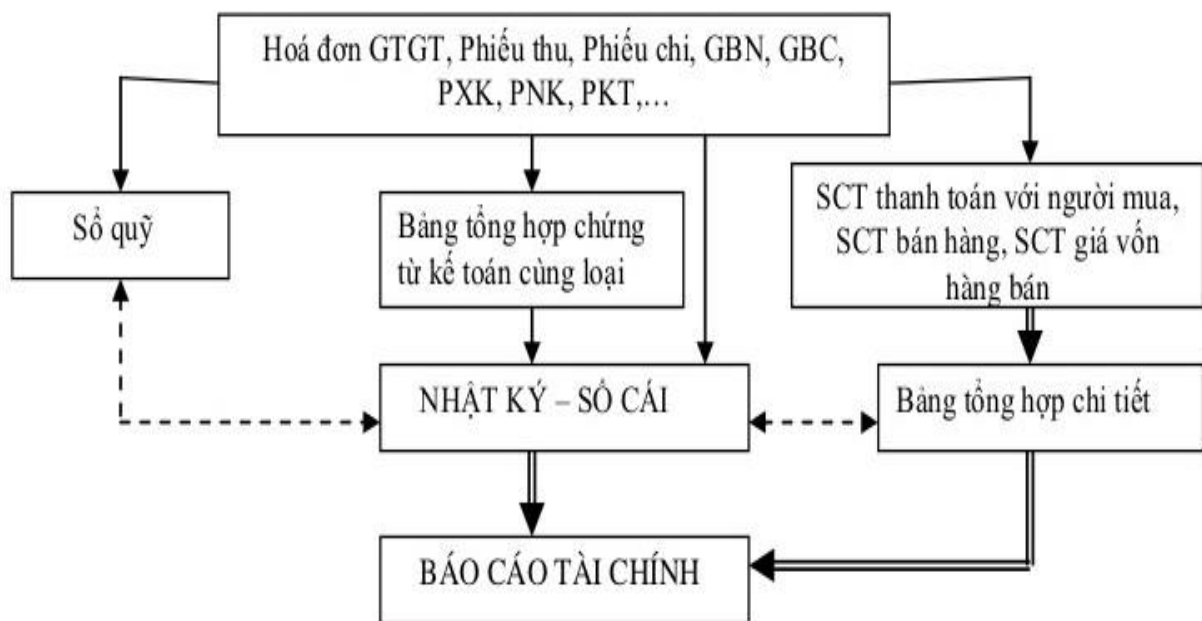 Hoá đơn GTGT, Phiếu thu, Phiếu chi, GBN, GBC,
PXK, PNK, PKT,…
Sổ quỹ
Bảng tổng hợp chứng
từ kế toán cùng loại
SCT thanh toán với người mua,
SCT bán hàng, SCT giá vốn
hàng bán
NHẬT KÝ – SỔ CÁI
Bảng tổng hợp chi tiết
BÁO CÁO TÀI CHÍNH